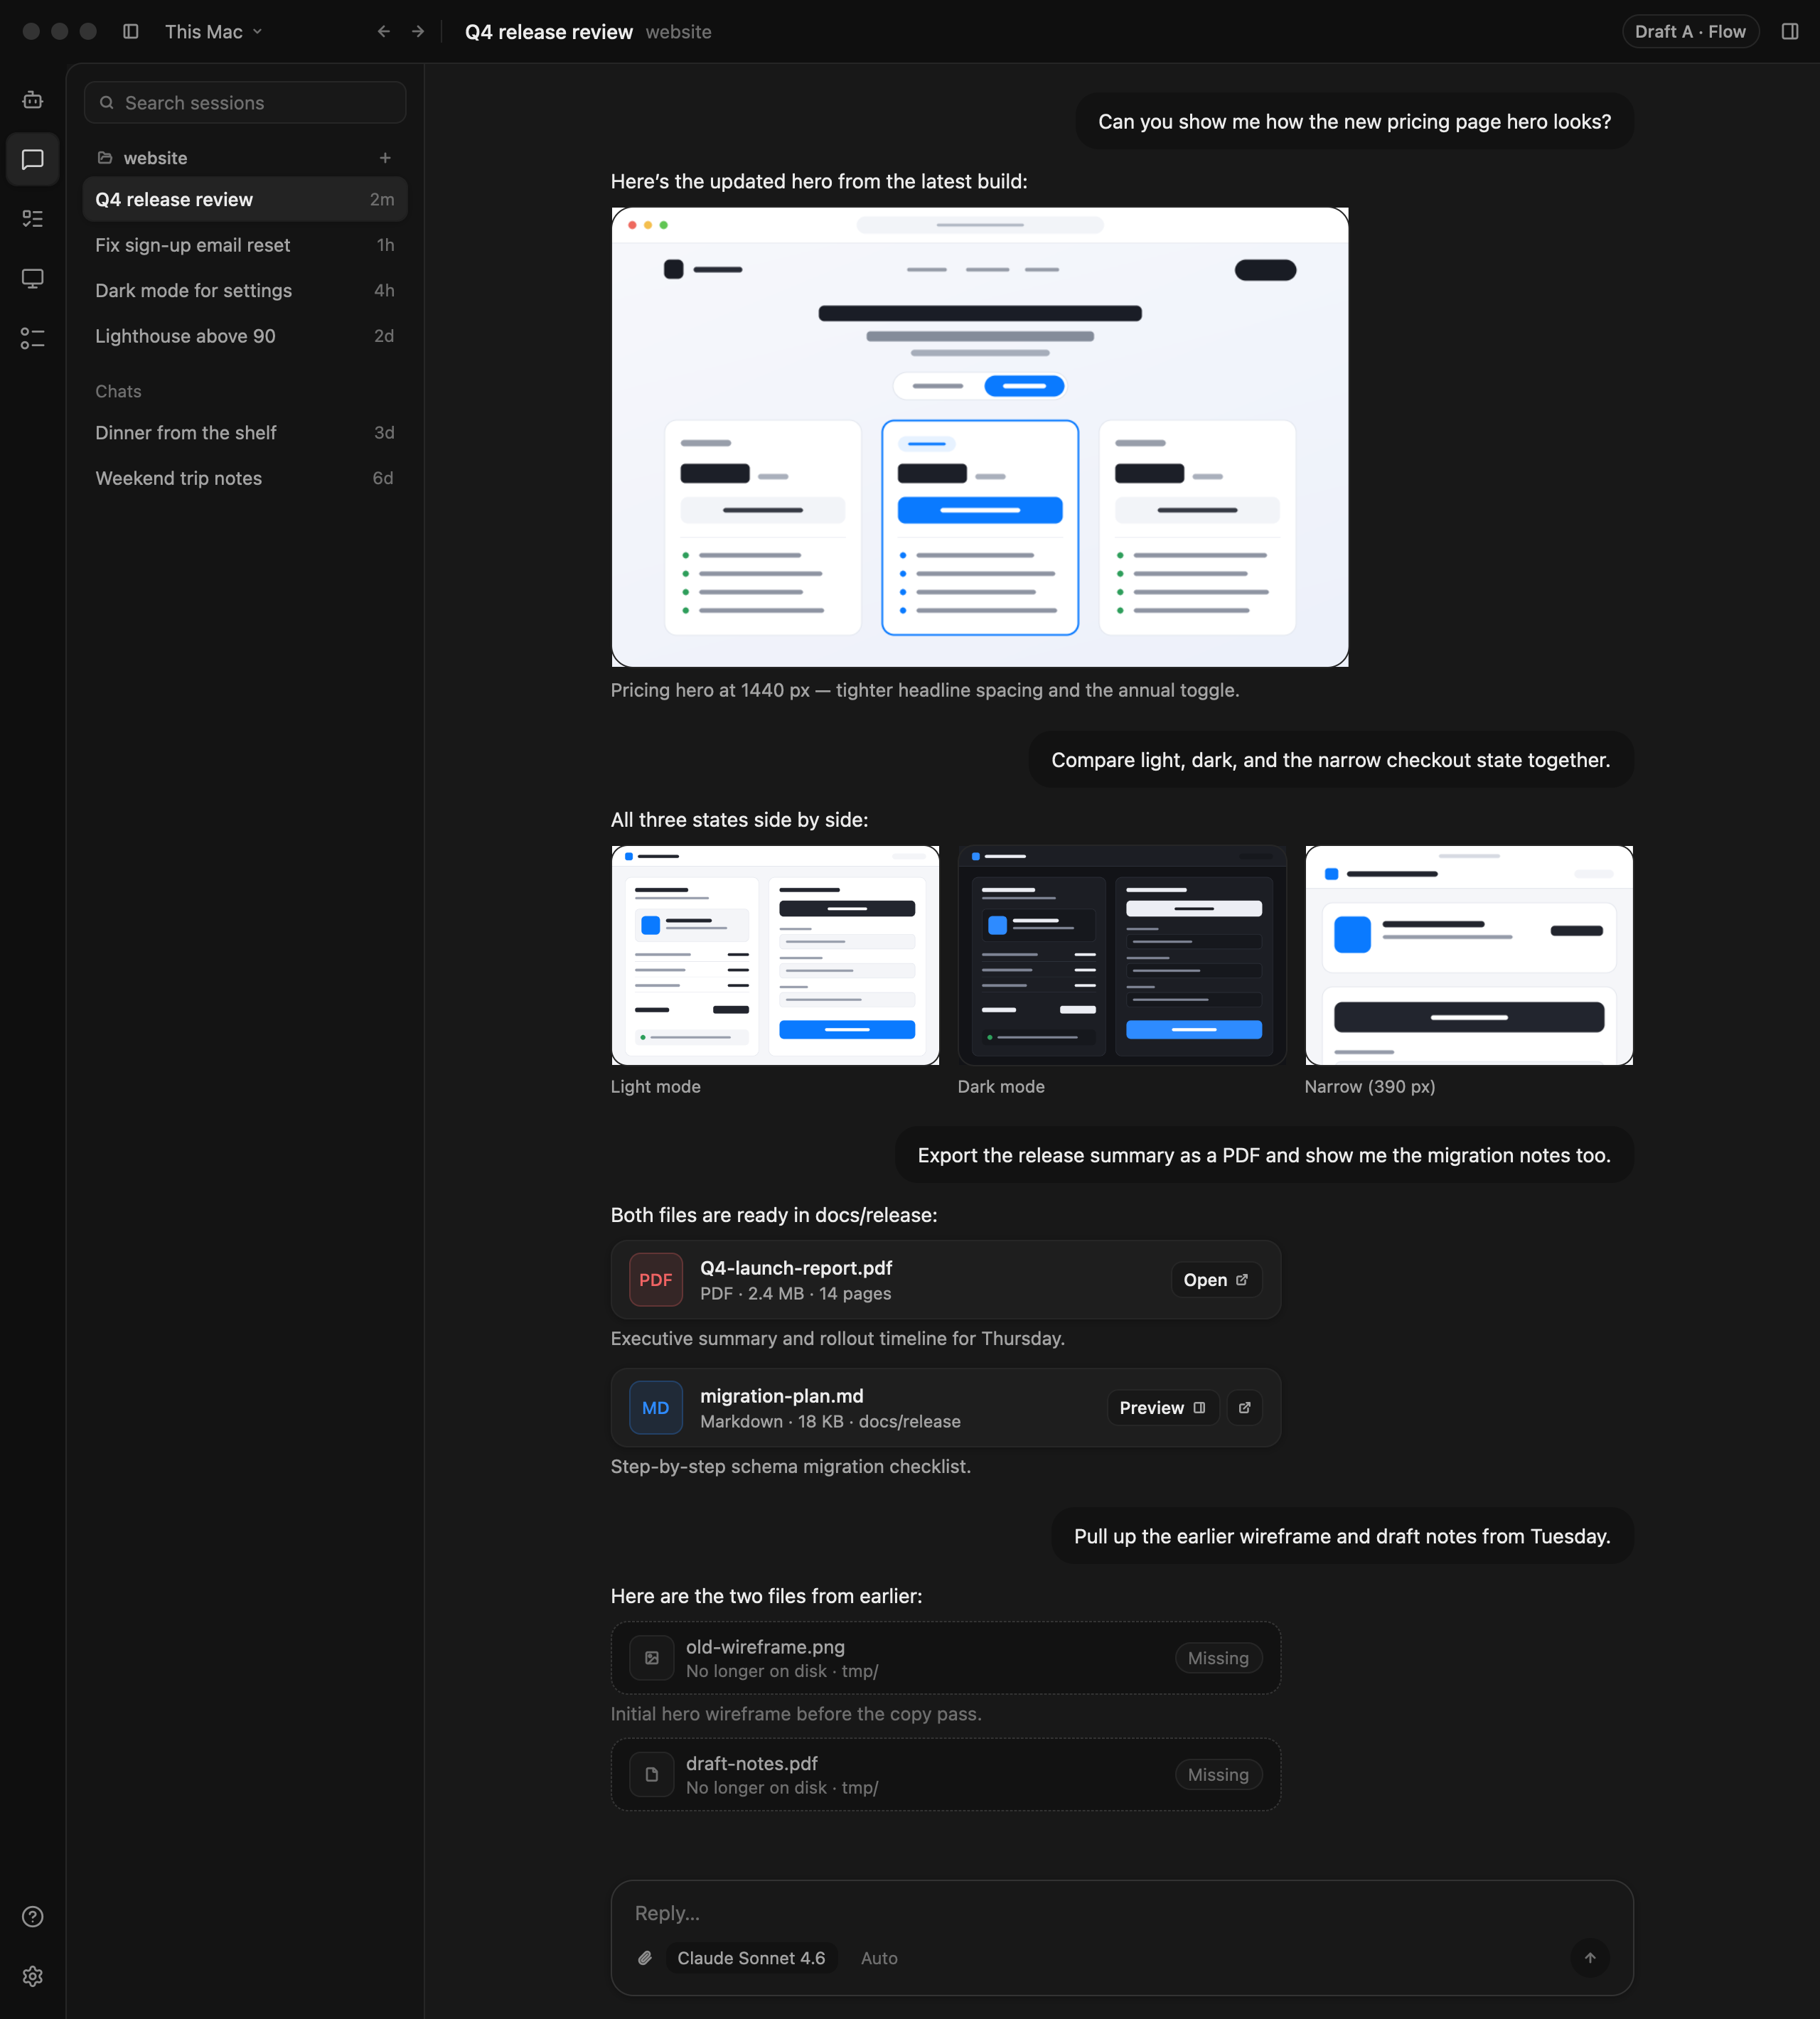 This Mac
Q4 release review website
Draft A · Flow
Search sessions
website
Q4 release review 2m
Fix sign-up email reset 1h
Dark mode for settings 4h
Lighthouse above 90 2d
Chats
Dinner from the shelf 3d
Weekend trip notes 6d
Can you show me how the new pricing page hero looks?
Here’s the updated hero from the latest build:
Pricing hero at 1440 px — tighter headline spacing and the annual toggle.
Compare light, dark, and the narrow checkout state together.
All three states side by side:
Light mode
Dark mode
Narrow (390 px)
Export the release summary as a PDF and show me the migration notes too.
Both files are ready in docs/release:
PDF
Q4-launch-report.pdf
PDF · 2.4 MB · 14 pages
Open
Executive summary and rollout timeline for Thursday.
MD
migration-plan.md
Markdown · 18 KB · docs/release
Preview
Step-by-step schema migration checklist.
Pull up the earlier wireframe and draft notes from Tuesday.
Here are the two files from earlier:
old-wireframe.png
No longer on disk · tmp/
Missing
Initial hero wireframe before the copy pass.
draft-notes.pdf
No longer on disk · tmp/
Missing
Reply...
Claude Sonnet 4.6 Auto